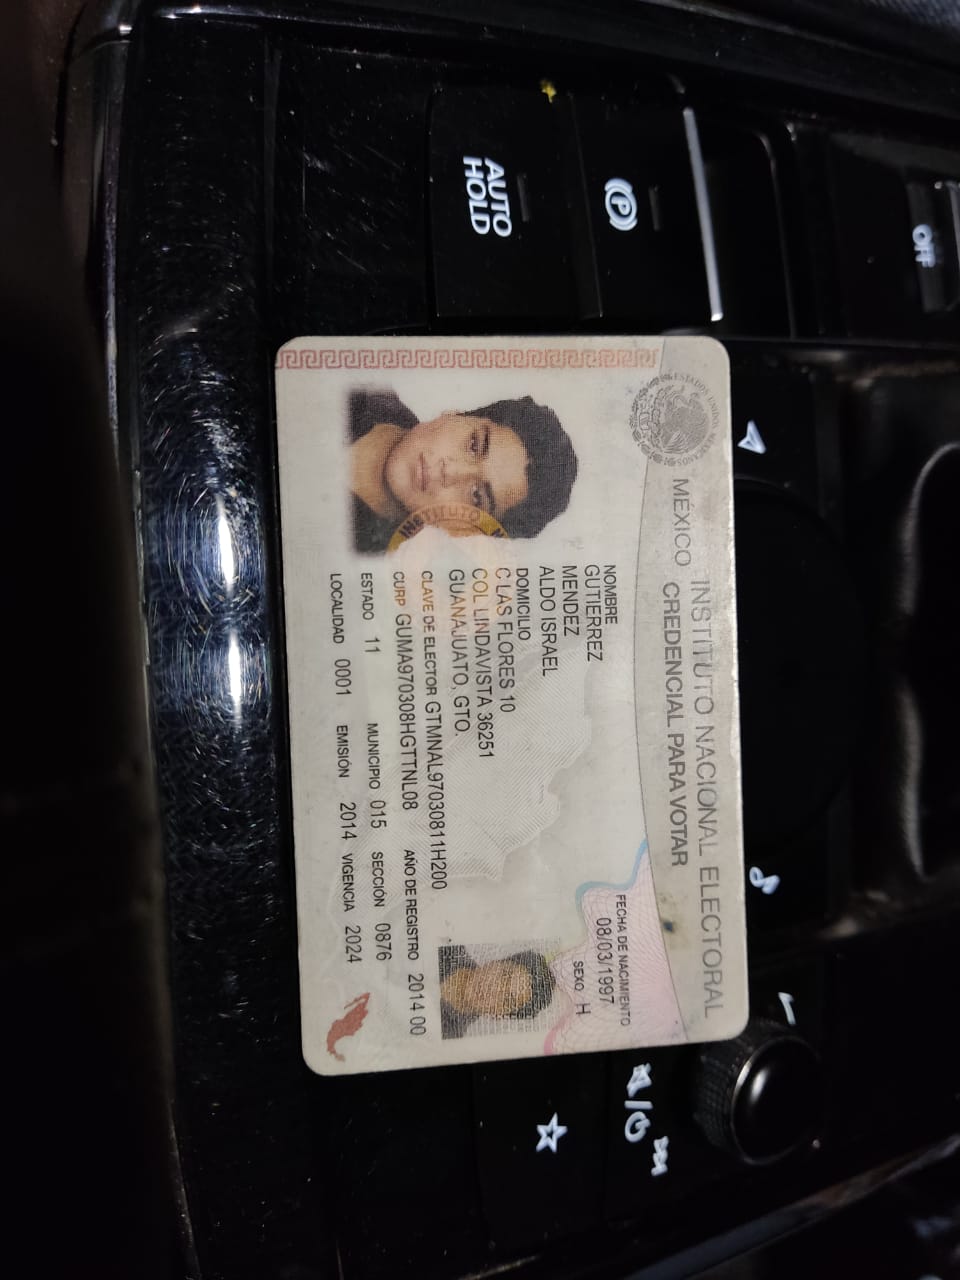 AUTO
HOLD
P
OFF
ESTADOS UNIDOS MEXICANOS
MÉXICO INSTITUTO NACIONAL ELECTORAL
CREDENCIAL PARA VOTAR
NOMBRE
GUTIERREZ
MENDEZ
ALDO ISRAEL
DOMICILIO
C LAS FLORES 10
COL LINDAVISTA 36251
GUANAJUATO, GTO.
FECHA DE NACIMIENTO
08/03/1997
SEXO H
CLAVE DE ELECTOR GTMNAL97030811H200
CURP GUMA970308HGTTNL08 AÑO DE REGISTRO 2014 00
ESTADO 11 MUNICIPIO 015 SECCIÓN 0876
LOCALIDAD 0001 EMISIÓN 2014 VIGENCIA 2024
INSTITUTO